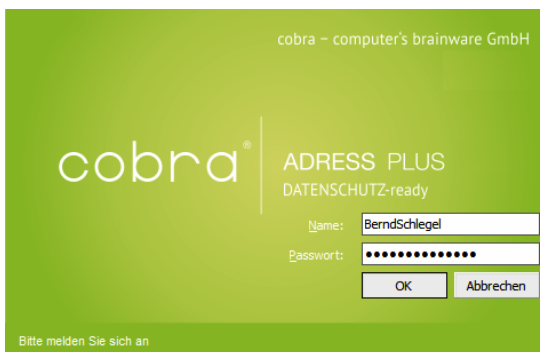 cobra – computer's brainware GmbH
cobra®
ADRESS PLUS
DATENSCHUTZ-ready
Name: BerndSchlegel
Passwort: ●●●●●●●●●●●●●●
OK Abbrechen
Bitte melden Sie sich an